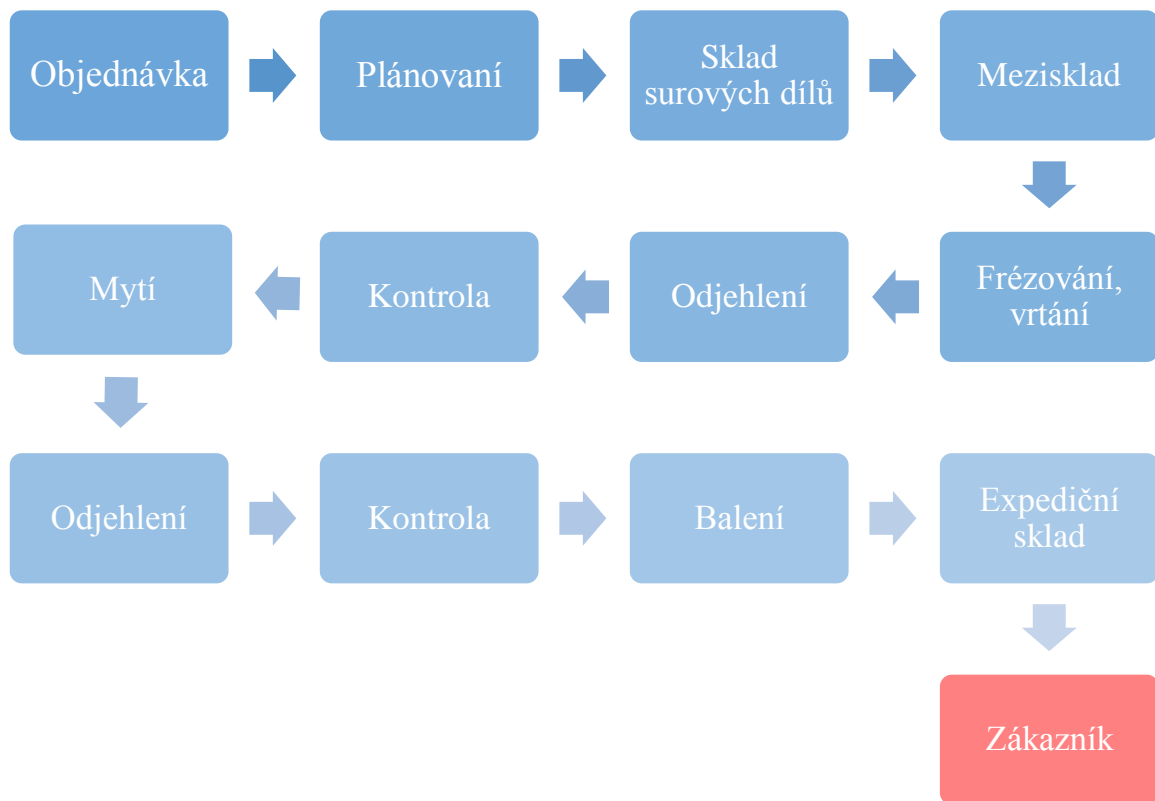 Objednávka
Plánovaní
Sklad
surových dílů
Mezisklad
Frézování,
vrtání
Odjehlení
Kontrola
Mytí
Odjehlení
Kontrola
Balení
Expediční
sklad
Zákazník